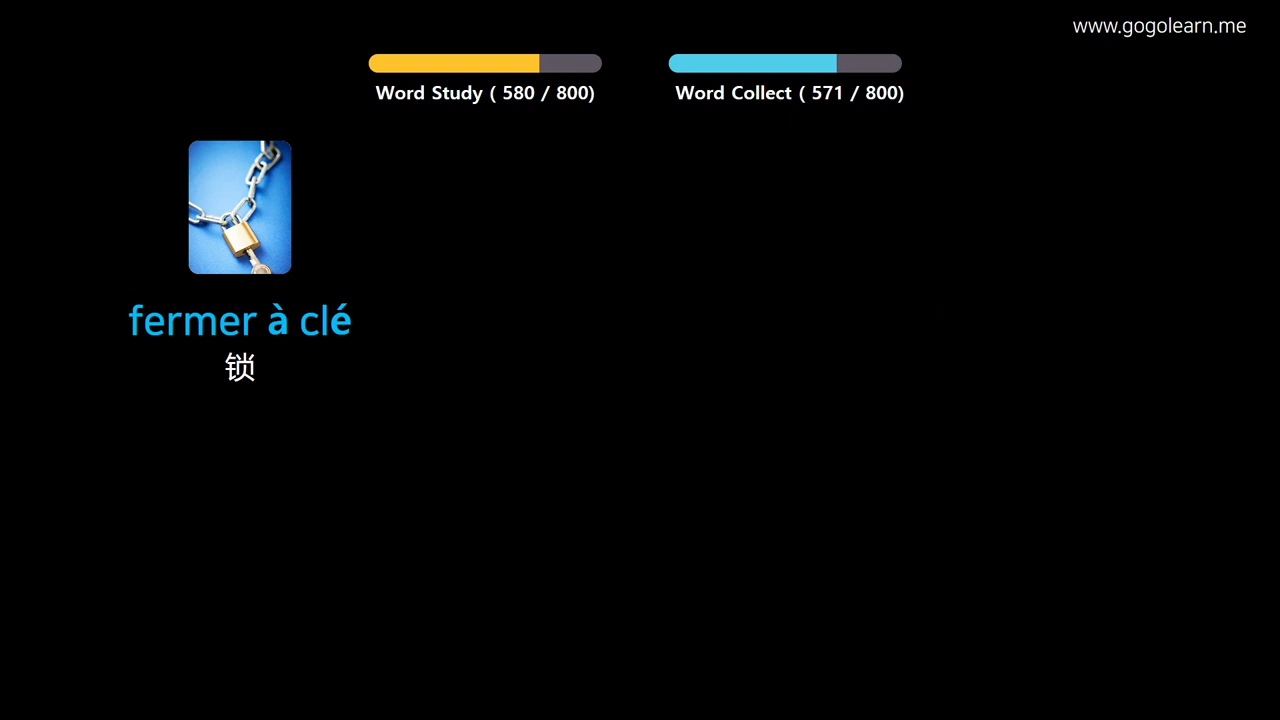 www.gogolearn.me
Word Study ( 580 / 800)
Word Collect ( 571 / 800)
fermer à clé
锁